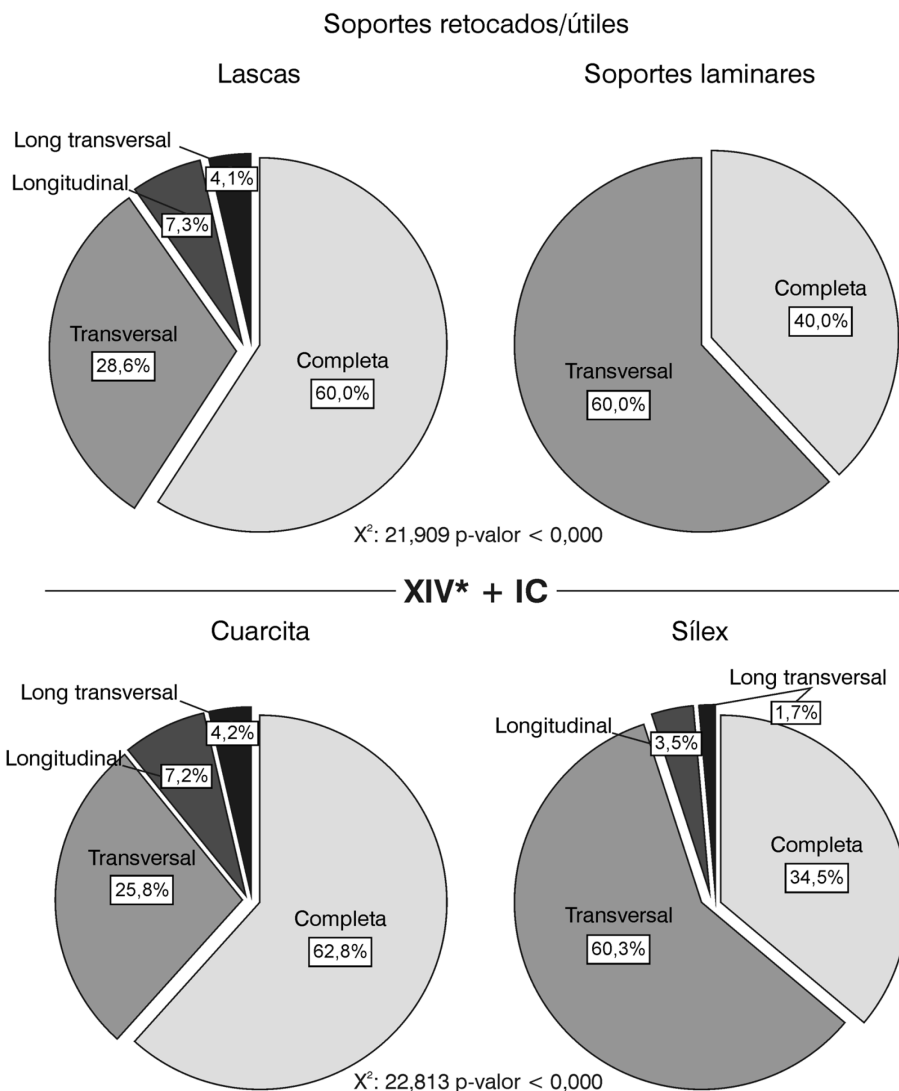 Soportes retocados/útiles
Lascas
Long transversal
4,1%
Longitudinal
7,3%
Transversal
28,6%
Completa
60,0%
Soportes laminares
Completa
40,0%
Transversal
60,0%
X²: 21,909 p-valor < 0,000
XIV* + IC
Cuarcita
Long transversal
4,2%
Longitudinal
7,2%
Transversal
25,8%
Completa
62,8%
Sílex
Long transversal
1,7%
Longitudinal
3,5%
Completa
34,5%
Transversal
60,3%
X²: 22,813 p-valor < 0,000